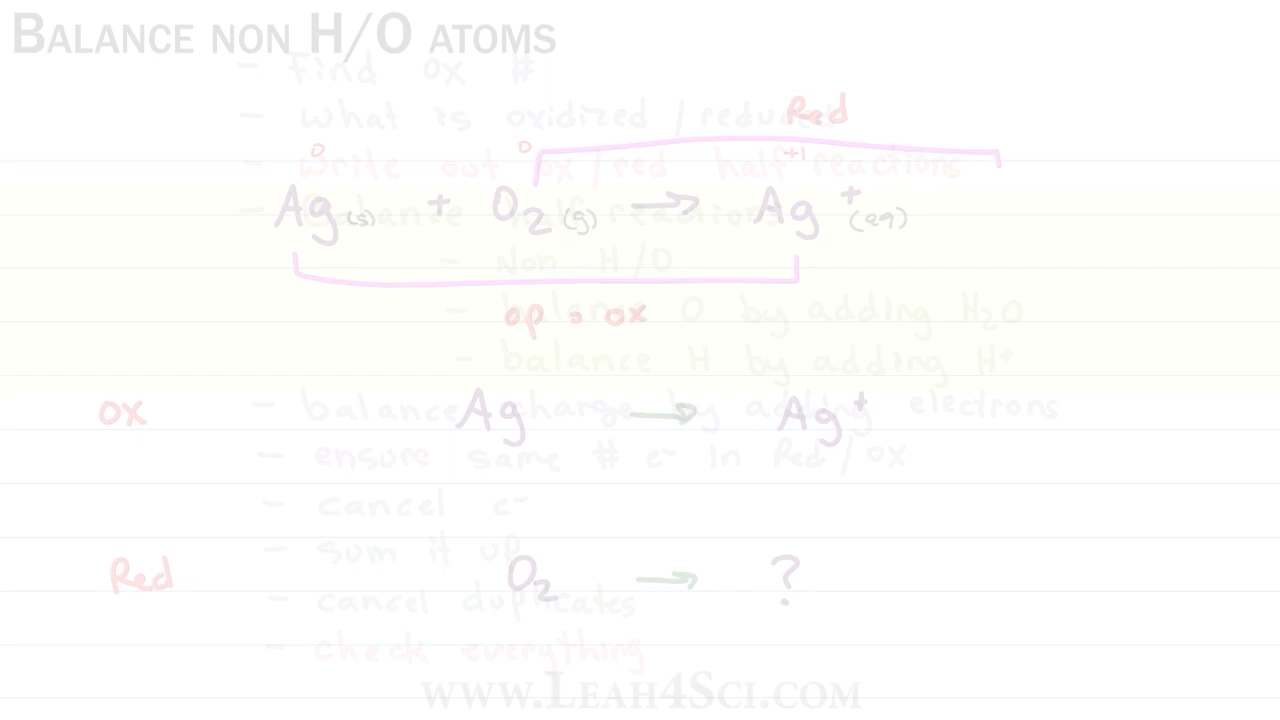 BALANCE NON H/O ATOMS
- Find ox #
- what is oxidized / reduced
Red
- write out ox/red half reactions
0 0 +1
Ag (s) + O2 (g) → Ag + (aq)
- Balance half reactions
- Non H/O
- balance O by adding H2O
op = ox
- balance H by adding H+
- balance charge by adding electrons
ox Ag → Ag+
- ensure same # e- in Red/ox
- cancel e-
- sum it up
Red O2 → ?
- cancel duplicates
- check everything
WWW.LEAH4SCI.COM